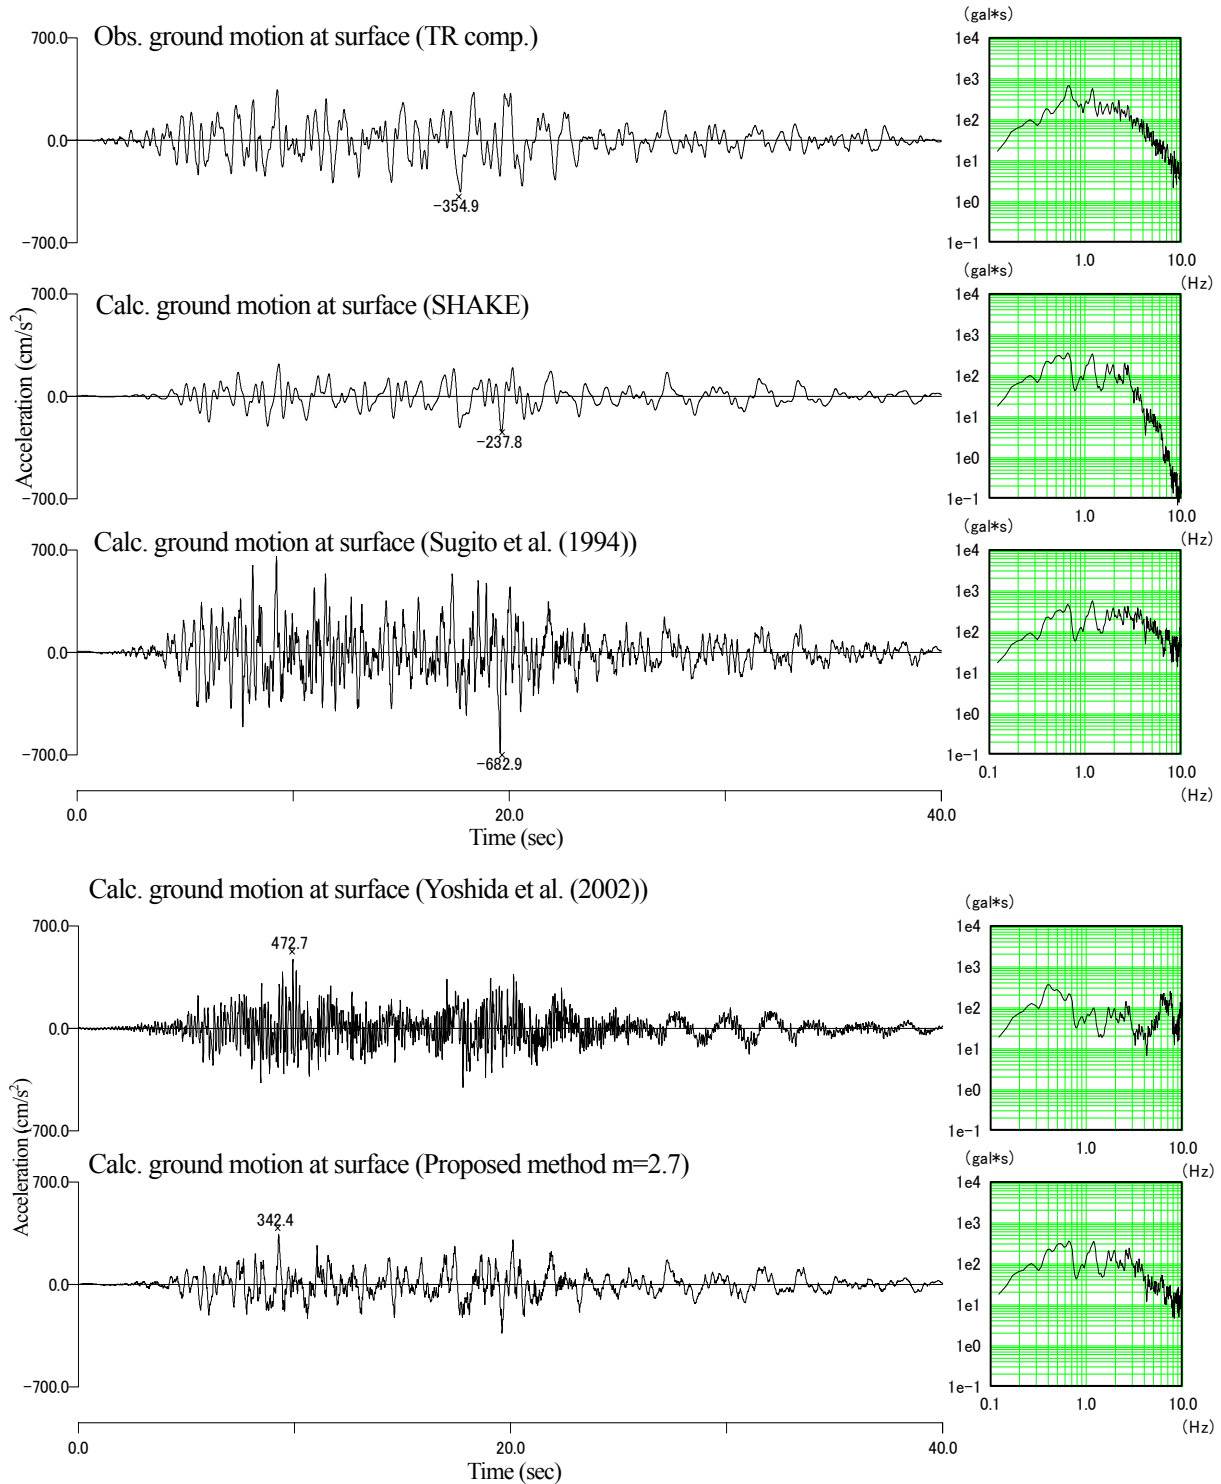 (gal*s)
700.0
Obs. ground motion at surface (TR comp.)
1e4
1e3
1e2
0.0
1e1
1e0
-354.9
-700.0
1e-1
1.0
10.0
(gal*s)
(Hz)
700.0
Calc. ground motion at surface (SHAKE)
1e4
1e3
1e2
0.0
1e1
-237.8
1e0
-700.0
1e-1
1.0
10.0
Acceleration (cm/s²)
(gal*s)
(Hz)
Calc. ground motion at surface (Sugito et al. (1994))
700.0
1e4
1e3
1e2
0.0
1e1
1e0
-700.0
-682.9
1e-1
0.1
1.0
10.0
(Hz)
0.0
20.0
40.0
Time (sec)
Calc. ground motion at surface (Yoshida et al. (2002))
(gal*s)
700.0
472.7
1e4
1e3
1e2
0.0
1e1
1e0
-700.0
1e-1
1.0
10.0
Acceleration (cm/s²)
(gal*s)
(Hz)
Calc. ground motion at surface (Proposed method m=2.7)
700.0
342.4
1e4
1e3
1e2
0.0
1e1
1e0
-700.0
1e-1
0.1
1.0
10.0
(Hz)
0.0
20.0
40.0
Time (sec)